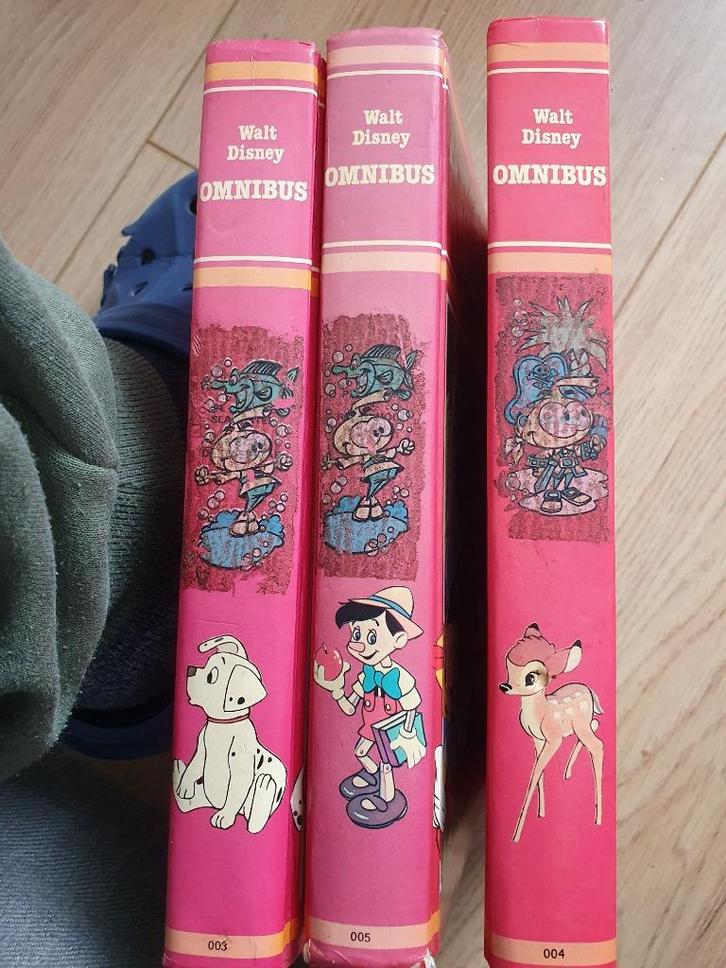 Walt
Disney
OMNIBUS
003
Walt
Disney
OMNIBUS
005
Walt
Disney
OMNIBUS
004